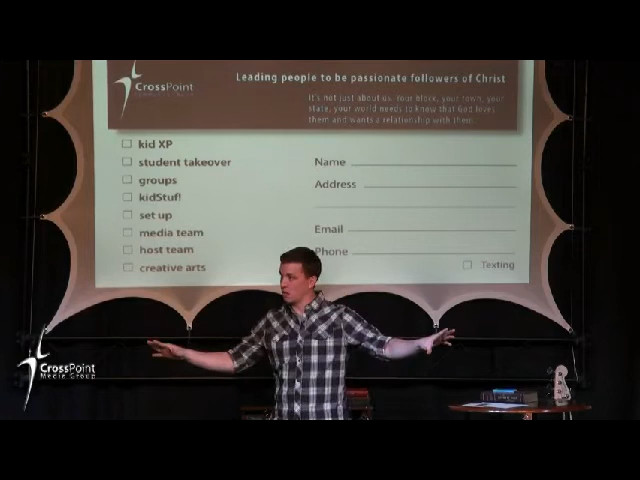 CrossPoint
Leading people to be passionate followers of Christ
It's not just about us. Your block, your town, your
state, your world needs to know that God loves
them and wants a relationship with them.
kid XP
student takeover
groups
kidStuf!
set up
media team
host team
creative arts
Name
Address
Email
Phone
Texting
CrossPoint
Media Group